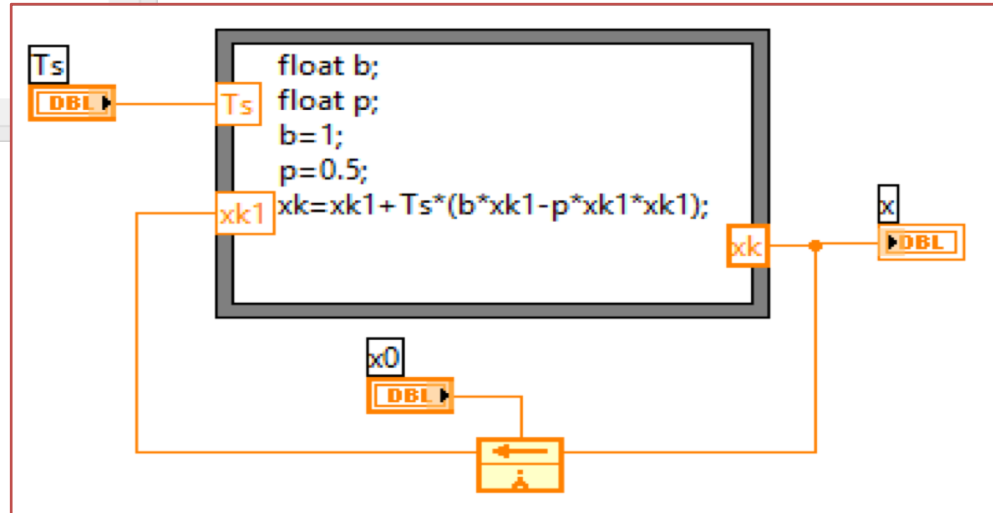 Ts
DBL
Ts
float b;
float p;
b=1;
p=0.5;
xk1
xk=xk1+Ts*(b*xk1-p*xk1*xk1);
xk
x
DBL
x0
DBL